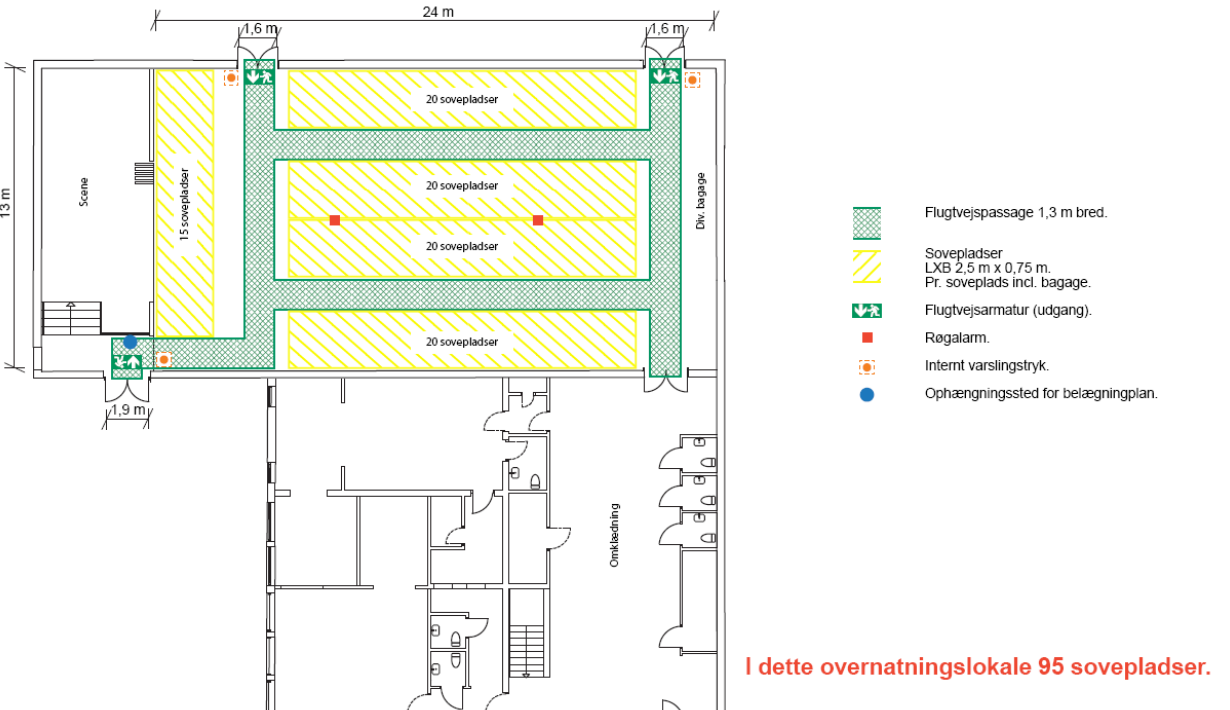 24 m
1,6 m
1,6 m
13 m
Scene
15 sovepladser
20 sovepladser
20 sovepladser
20 sovepladser
20 sovepladser
Div. bagage
1,9 m
Omklædning
Flugtvejspassage 1,3 m bred.
Sovepladser
LXB 2,5 m x 0,75 m.
Pr. soveplads incl. bagage.
Flugtvejsarmatur (udgang).
Røgalarm.
Internt varslingstryk.
Ophængningssted for belægningplan.
I dette overnatningslokale 95 sovepladser.